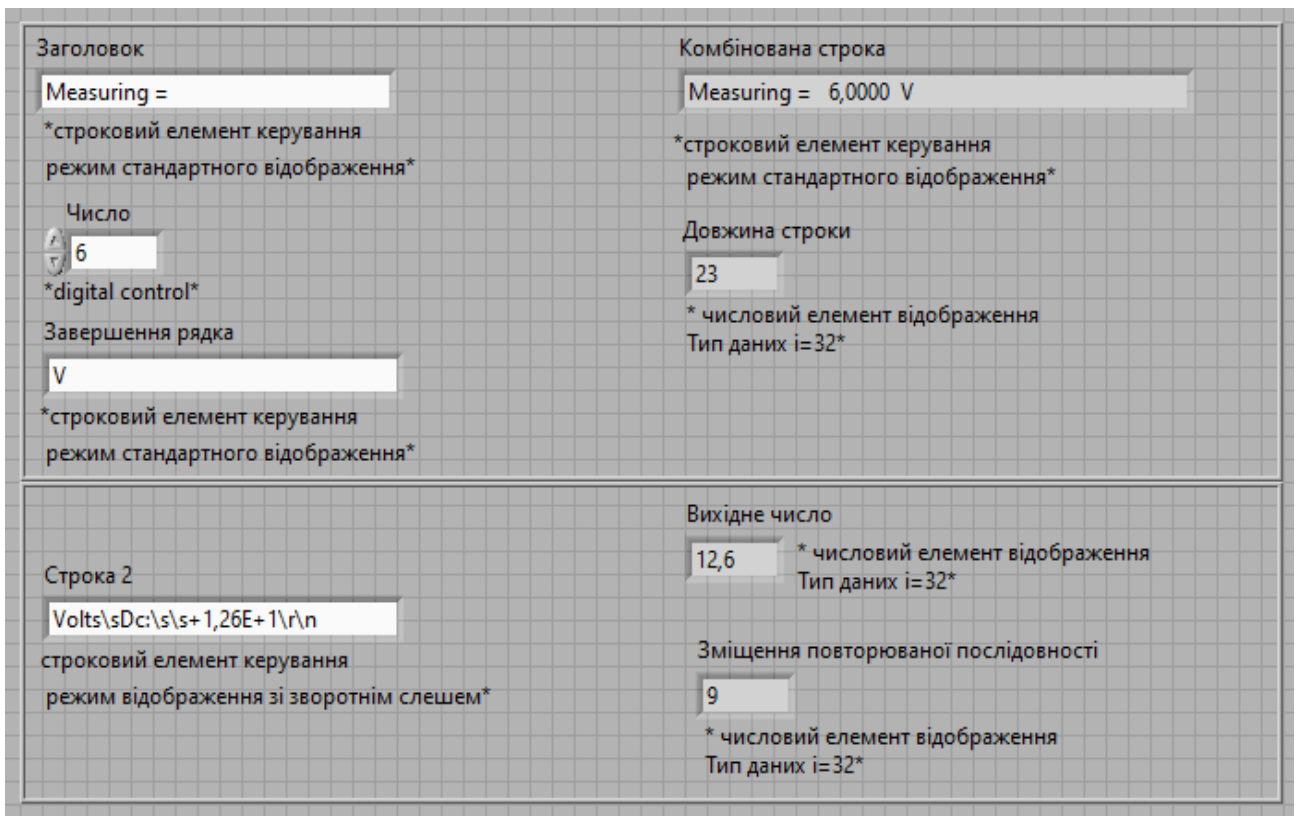 Заголовок
Measuring =
*строковий елемент керування
режим стандартного відображення*
Число
6
*digital control*
Завершення рядка
V
*строковий елемент керування
режим стандартного відображення*
Комбінована строка
Measuring =   6,0000  V
*строковий елемент керування
режим стандартного відображення*
Довжина строки
23
* числовий елемент відображення
Тип даних i=32*
Строка 2
Volts\sDc:\s\s+1,26E+1\r\n
строковий елемент керування
режим відображення зі зворотнім слешем*
Вихідне число
12,6
* числовий елемент відображення
Тип даних i=32*
Зміщення повторюваної послідовності
9
* числовий елемент відображення
Тип даних i=32*